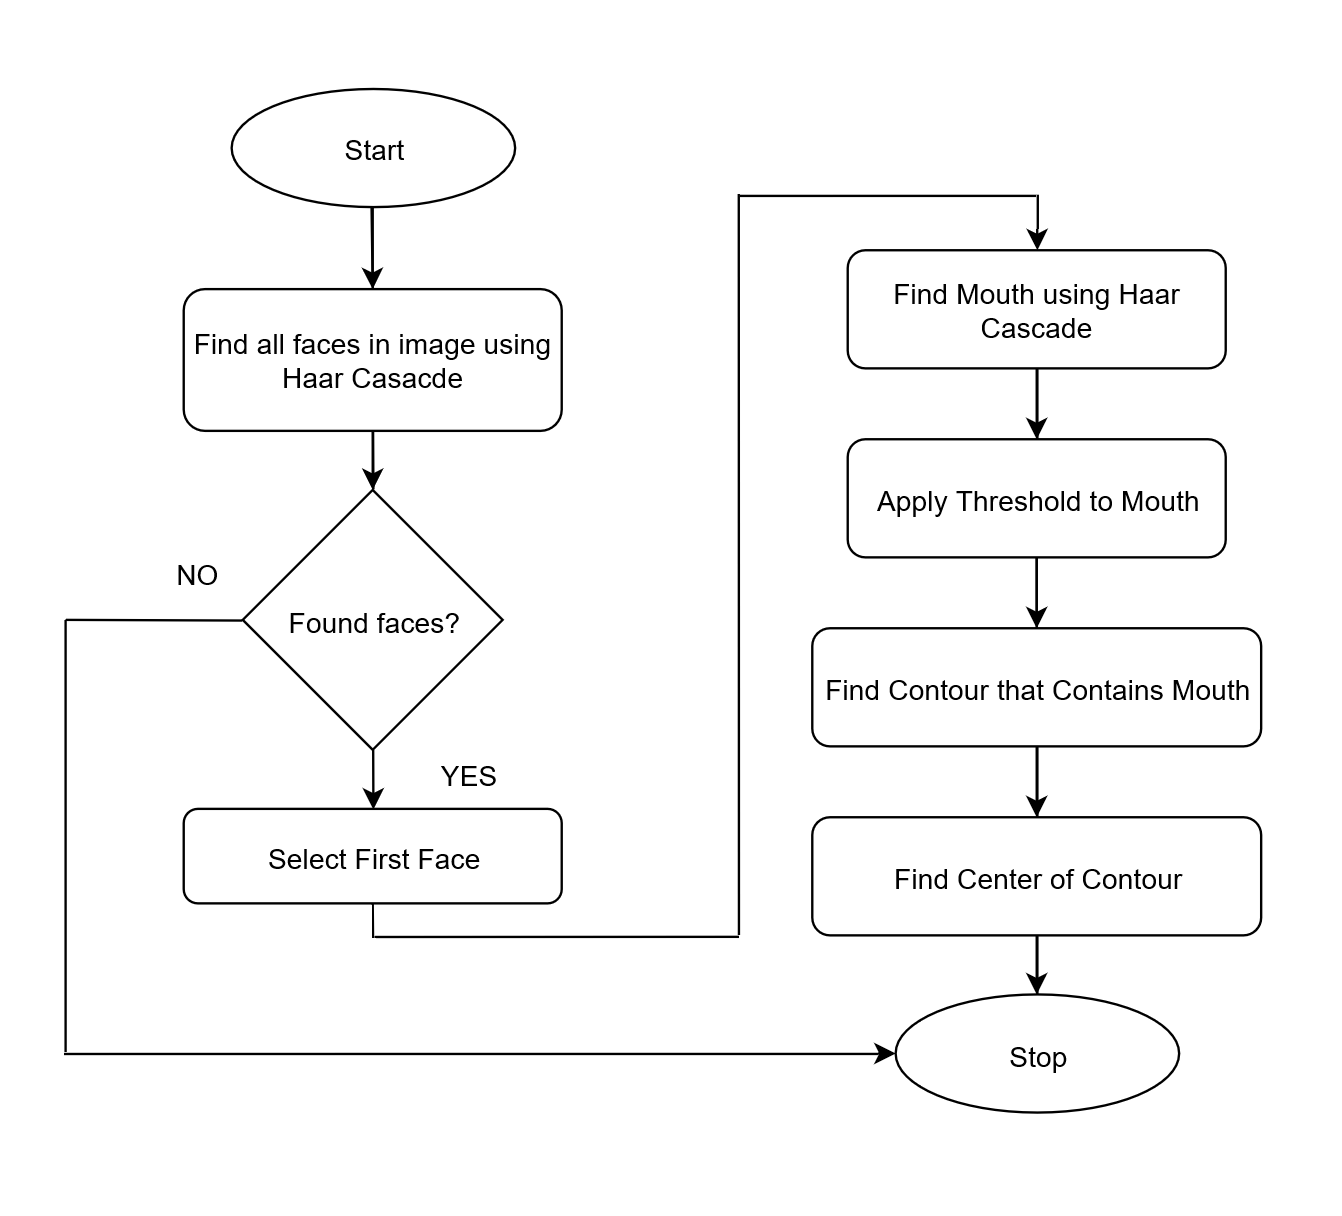 Start
Find all faces in image using
Haar Casacde
NO
Found faces?
YES
Select First Face
Find Mouth using Haar
Cascade
Apply Threshold to Mouth
Find Contour that Contains Mouth
Find Center of Contour
Stop